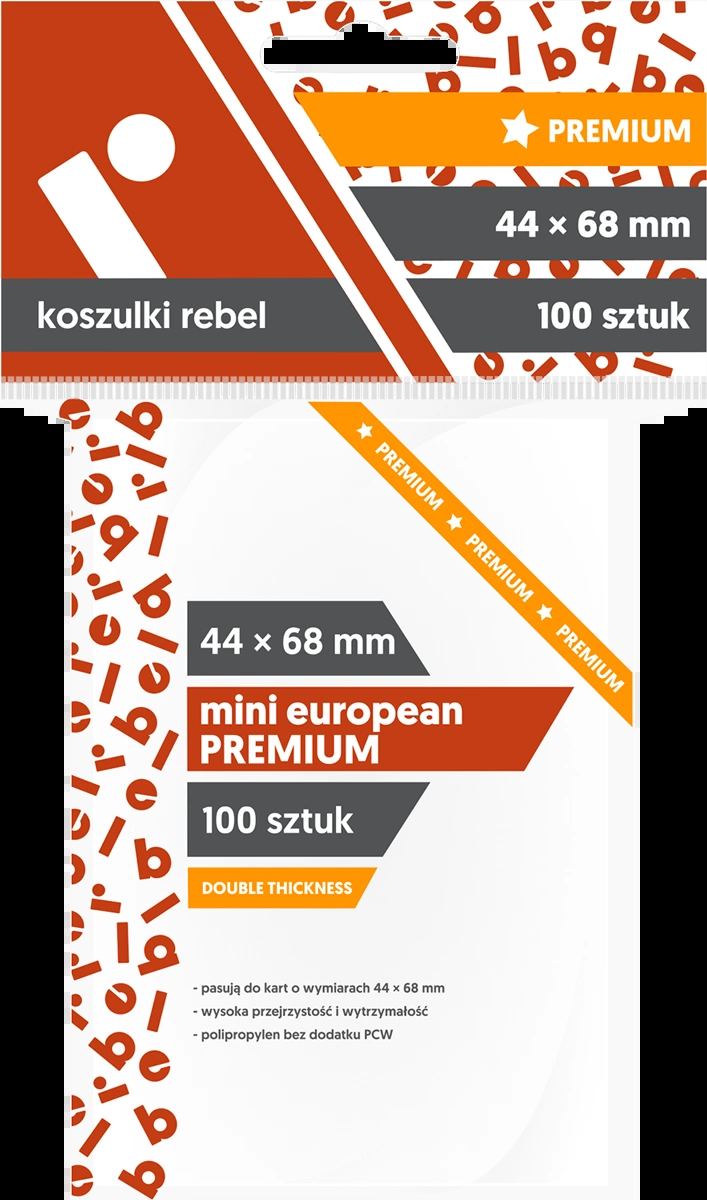 PREMIUM
44 × 68 mm
koszulki rebel
100 sztuk
PREMIUM PREMIUM PREMIUM
44 × 68 mm
mini european
PREMIUM
100 sztuk
DOUBLE THICKNESS
- pasują do kart o wymiarach 44 × 68 mm
- wysoka przejrzystość i wytrzymałość
- polipropylen bez dodatku PCW